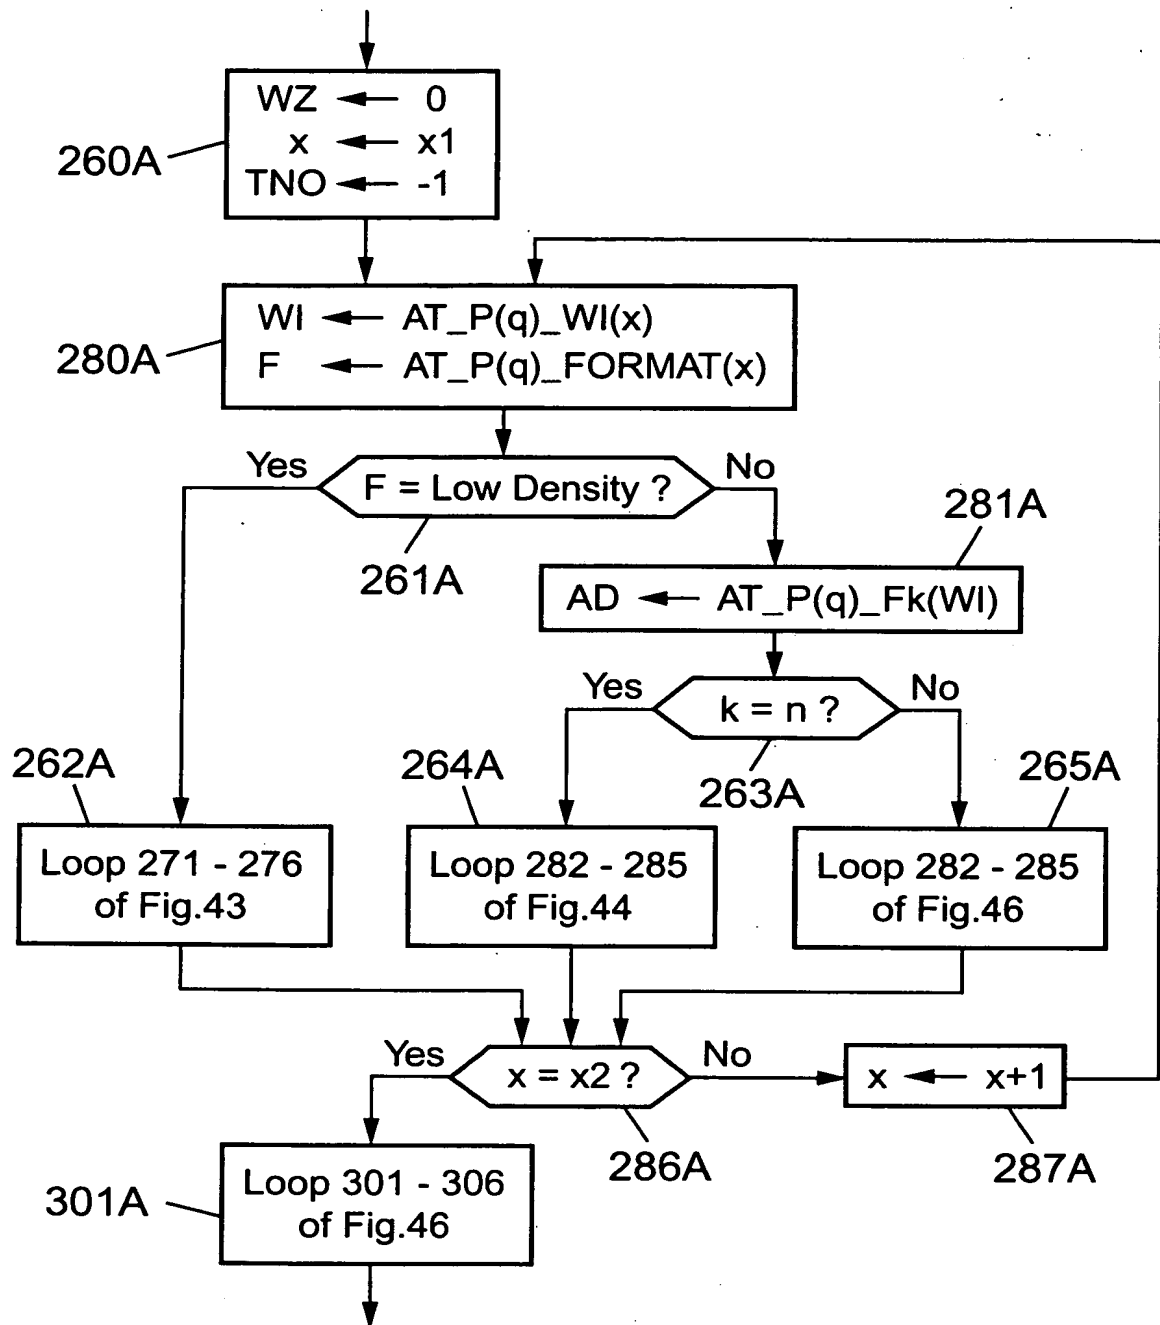 WZ ← 0
x ← x1
TNO ← -1
260A
WI ← AT_P(q)_WI(x)
F ← AT_P(q)_FORMAT(x)
280A
Yes
F = Low Density ?
No
261A
281A
AD ← AT_P(q)_Fk(WI)
Yes
k = n ?
No
263A
262A
264A
265A
Loop 271 - 276
of Fig.43
Loop 282 - 285
of Fig.44
Loop 282 - 285
of Fig.46
Yes
x = x2 ?
No
x ← x+1
286A
287A
301A
Loop 301 - 306
of Fig.46